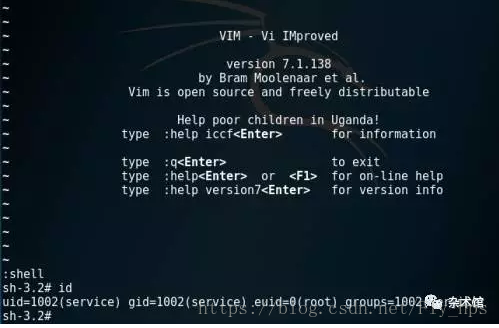 ~
~
~ VIM - Vi IMproved
~
~ version 7.1.138
~ by Bram Moolenaar et al.
~ Vim is open source and freely distributable
~
~ Help poor children in Uganda!
~ type :help iccf<Enter> for information
~
~ type :q<Enter> to exit
~ type :help<Enter> or <F1> for on-line help
~ type :help version7<Enter> for version info
~
~
~
~
~
:shell
sh-3.2# id
uid=1002(service) gid=1002(service) euid=0(root) groups=1002
sh-3.2#
杂术馆
https://blog.csdn.net/Fly_hps